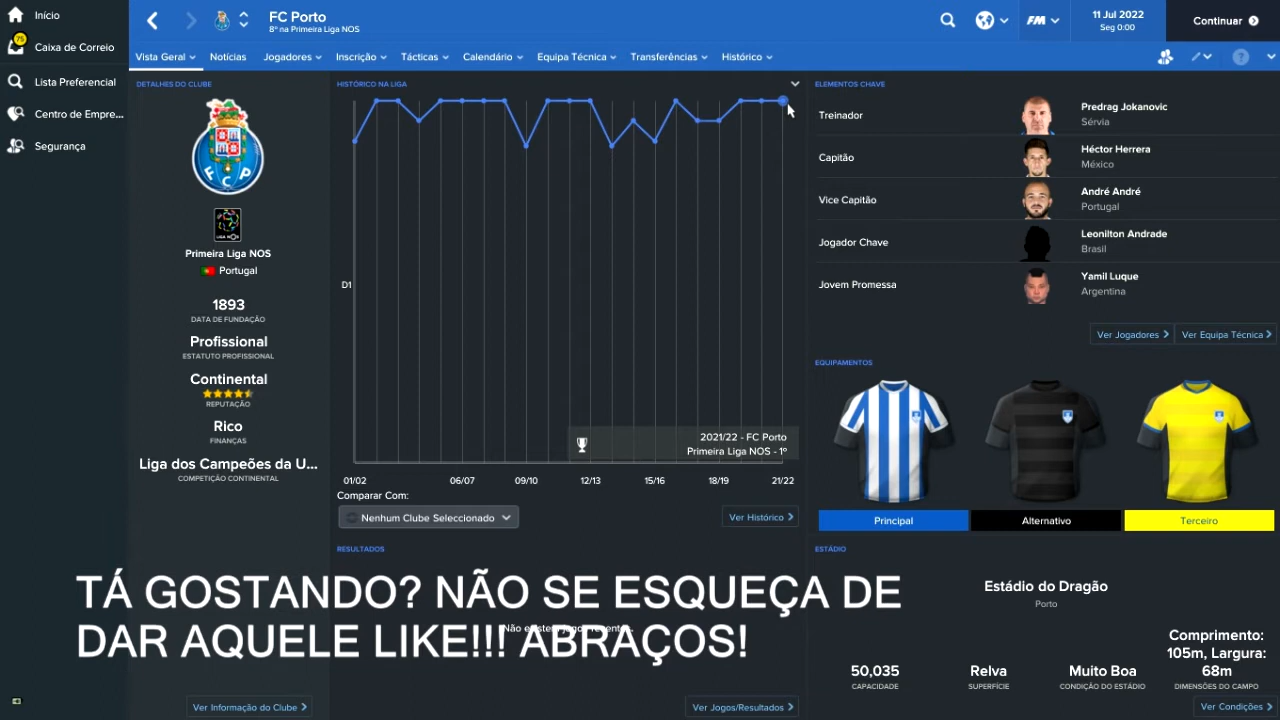 Início
75
Caixa de Correio
Lista Preferencial
Centro de Empre...
Segurança
FC Porto
8º na Primeira Liga NOS
FM
11 Jul 2022
Seg 0:00
Continuar
Vista Geral
Notícias
Jogadores
Inscrição
Tácticas
Calendário
Equipa Técnica
Transferências
Histórico
DETALHES DO CLUBE
FCP
LIGA NOS
Primeira Liga NOS
Portugal
1893
DATA DE FUNDAÇÃO
Profissional
ESTATUTO PROFISSIONAL
Continental
REPUTAÇÃO
Rico
FINANÇAS
Liga dos Campeões da U...
COMPETIÇÃO CONTINENTAL
Ver Informação do Clube
HISTÓRICO NA LIGA
D1
2021/22 - FC Porto
Primeira Liga NOS - 1º
01/02
06/07
09/10
12/13
15/16
18/19
21/22
Comparar Com:
Nenhum Clube Seleccionado
Ver Histórico
RESULTADOS
Ver Jogos/Resultados
ELEMENTOS CHAVE
Treinador
Predrag Jokanovic
Sérvia
Capitão
Héctor Herrera
México
Vice Capitão
André André
Portugal
Jogador Chave
Leonilton Andrade
Brasil
Jovem Promessa
Yamil Luque
Argentina
Ver Jogadores
Ver Equipa Técnica
EQUIPAMENTOS
Principal
Alternativo
Terceiro
ESTÁDIO
Estádio do Dragão
Porto
50,035
CAPACIDADE
Relva
SUPERFÍCIE
Muito Boa
CONDIÇÃO DO ESTÁDIO
Comprimento:
105m, Largura:
68m
DIMENSÕES DO CAMPO
Ver Condições
TÁ GOSTANDO? NÃO SE ESQUEÇA DE
DAR AQUELE LIKE!!! ABRAÇOS!